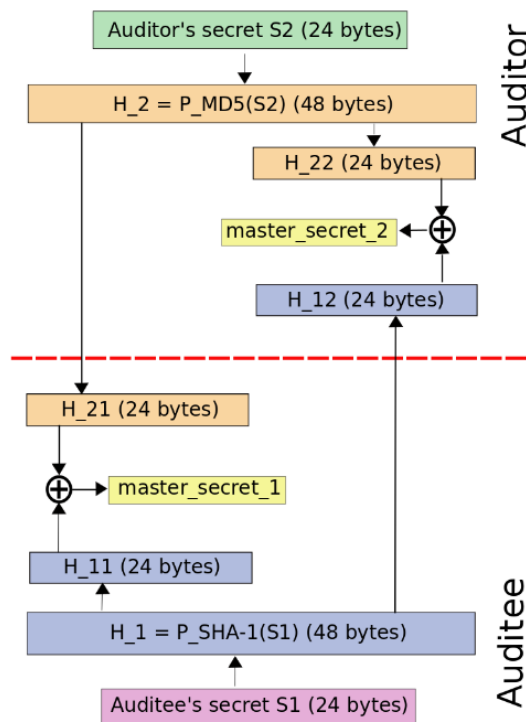 Auditor's secret S2 (24 bytes)
Auditor
H_2 = P_MD5(S2) (48 bytes)
H_22 (24 bytes)
master_secret_2
H_12 (24 bytes)
H_21 (24 bytes)
master_secret_1
H_11 (24 bytes)
Auditee
H_1 = P_SHA-1(S1) (48 bytes)
Auditee's secret S1 (24 bytes)